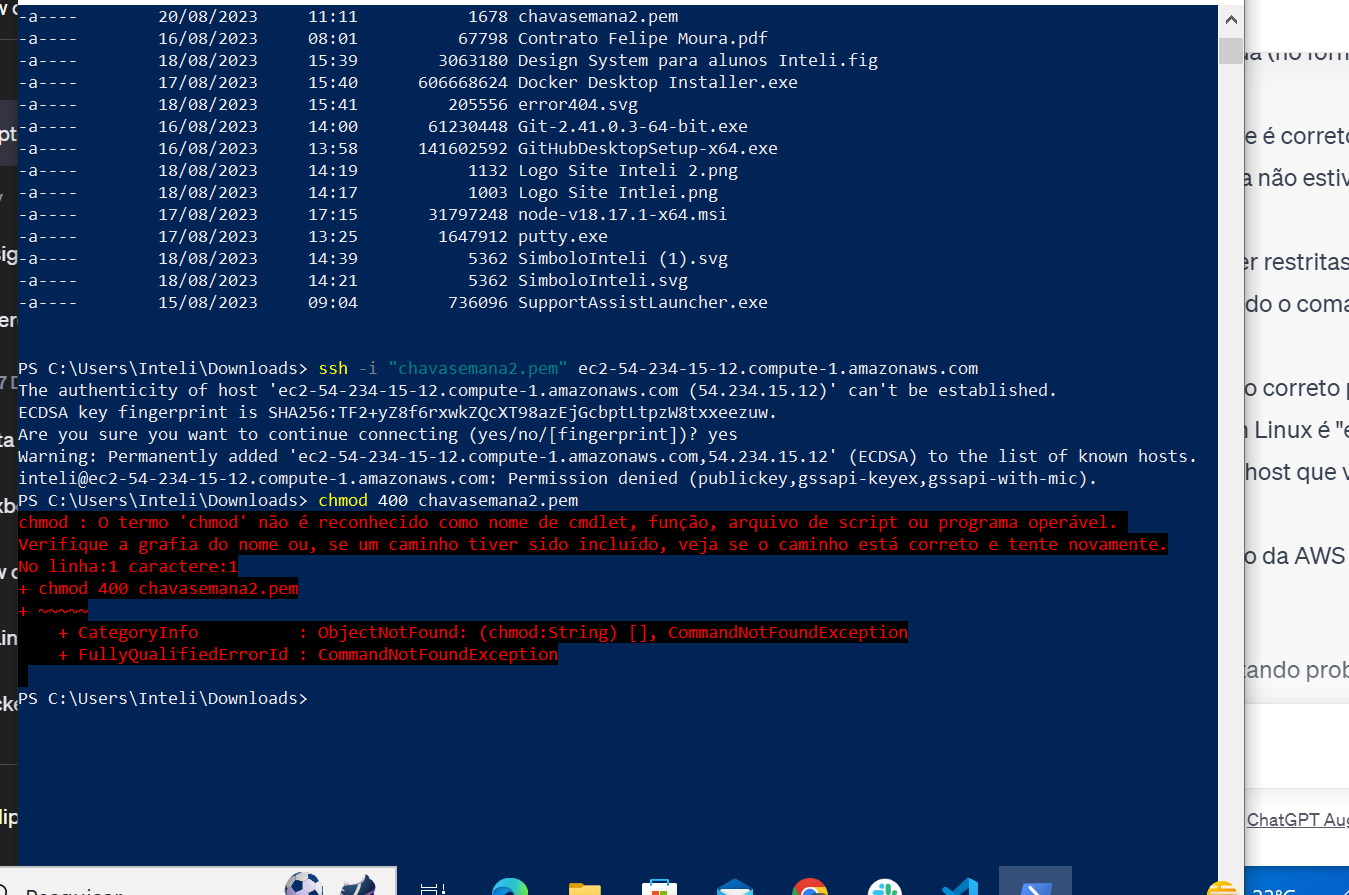 -a---- 20/08/2023 11:11 1678 chavasemana2.pem
-a---- 16/08/2023 08:01 67798 Contrato Felipe Moura.pdf
-a---- 18/08/2023 15:39 3063180 Design System para alunos Inteli.fig
-a---- 17/08/2023 15:40 606668624 Docker Desktop Installer.exe
-a---- 18/08/2023 15:41 205556 error404.svg
-a---- 16/08/2023 14:00 61230448 Git-2.41.0.3-64-bit.exe
-a---- 16/08/2023 13:58 141602592 GitHubDesktopSetup-x64.exe
-a---- 18/08/2023 14:19 1132 Logo Site Inteli 2.png
-a---- 18/08/2023 14:17 1003 Logo Site Intlei.png
-a---- 17/08/2023 17:15 31797248 node-v18.17.1-x64.msi
-a---- 17/08/2023 13:25 1647912 putty.exe
-a---- 18/08/2023 14:39 5362 SimboloInteli (1).svg
-a---- 18/08/2023 14:21 5362 SimboloInteli.svg
-a---- 15/08/2023 09:04 736096 SupportAssistLauncher.exe
PS C:\Users\Inteli\Downloads> ssh -i "chavasemana2.pem" ec2-54-234-15-12.compute-1.amazonaws.com
The authenticity of host 'ec2-54-234-15-12.compute-1.amazonaws.com (54.234.15.12)' can't be established.
ECDSA key fingerprint is SHA256:TF2+yZ8f6rxwkZQcXT98azEjGcbptLtpzW8txxeezuw.
Are you sure you want to continue connecting (yes/no/[fingerprint])? yes
Warning: Permanently added 'ec2-54-234-15-12.compute-1.amazonaws.com,54.234.15.12' (ECDSA) to the list of known hosts.
inteli@ec2-54-234-15-12.compute-1.amazonaws.com: Permission denied (publickey,gssapi-keyex,gssapi-with-mic).
PS C:\Users\Inteli\Downloads> chmod 400 chavasemana2.pem
chmod : O termo 'chmod' não é reconhecido como nome de cmdlet, função, arquivo de script ou programa operável.
Verifique a grafia do nome ou, se um caminho tiver sido incluído, veja se o caminho está correto e tente novamente.
No linha:1 caractere:1
+ chmod 400 chavasemana2.pem
+ ~~~~~
+ CategoryInfo : ObjectNotFound: (chmod:String) [], CommandNotFoundException
+ FullyQualifiedErrorId : CommandNotFoundException
PS C:\Users\Inteli\Downloads>
e é correto
a não estiv
er restritas
do o coma
o correto p
Linux é "e
host que v
o da AWS
tando prob
ChatGPT Aug
Pesquisar
22°C